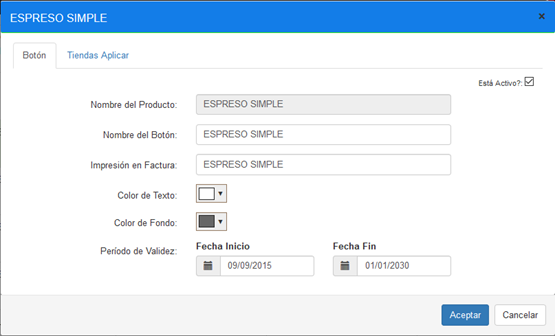 ESPRESO SIMPLE ×
Botón Tiendas Aplicar
Está Activo?:
Nombre del Producto: ESPRESO SIMPLE
Nombre del Botón: ESPRESO SIMPLE
Impresión en Factura: ESPRESO SIMPLE
Color de Texto:
Color de Fondo:
Período de Validez: Fecha Inicio Fecha Fin
09/09/2015 01/01/2030
Aceptar Cancelar